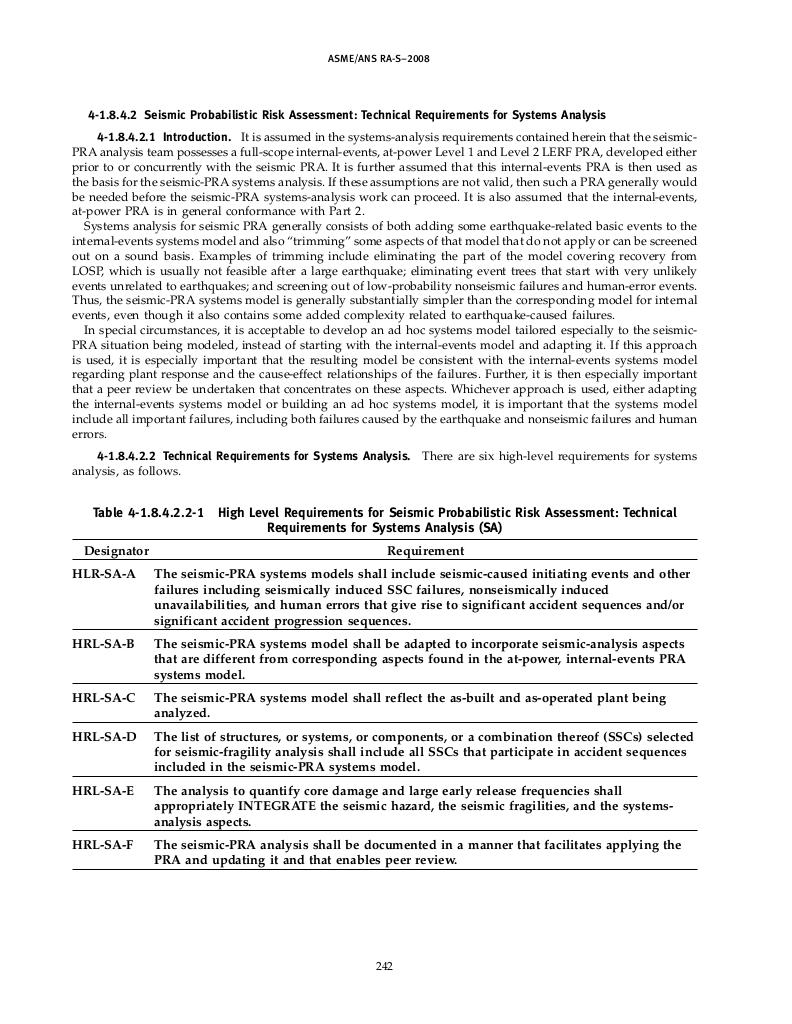 ASME/ANS RA-S–2008
4-1.8.4.2 Seismic Probabilistic Risk Assessment: Technical Requirements for Systems Analysis
4-1.8.4.2.1 Introduction. It is assumed in the systems-analysis requirements contained herein that the seismic-
PRA analysis team possesses a full-scope internal-events, at-power Level 1 and Level 2 LERF PRA, developed either
prior to or concurrently with the seismic PRA. It is further assumed that this internal-events PRA is then used as
the basis for the seismic-PRA systems analysis. If these assumptions are not valid, then such a PRA generally would
be needed before the seismic-PRA systems-analysis work can proceed. It is also assumed that the internal-events,
at-power PRA is in general conformance with Part 2.
Systems analysis for seismic PRA generally consists of both adding some earthquake-related basic events to the
internal-events systems model and also “trimming” some aspects of that model that do not apply or can be screened
out on a sound basis. Examples of trimming include eliminating the part of the model covering recovery from
LOSP, which is usually not feasible after a large earthquake; eliminating event trees that start with very unlikely
events unrelated to earthquakes; and screening out of low-probability nonseismic failures and human-error events.
Thus, the seismic-PRA systems model is generally substantially simpler than the corresponding model for internal
events, even though it also contains some added complexity related to earthquake-caused failures.
In special circumstances, it is acceptable to develop an ad hoc systems model tailored especially to the seismic-
PRA situation being modeled, instead of starting with the internal-events model and adapting it. If this approach
is used, it is especially important that the resulting model be consistent with the internal-events systems model
regarding plant response and the cause-effect relationships of the failures. Further, it is then especially important
that a peer review be undertaken that concentrates on these aspects. Whichever approach is used, either adapting
the internal-events systems model or building an ad hoc systems model, it is important that the systems model
include all important failures, including both failures caused by the earthquake and nonseismic failures and human
errors.
4-1.8.4.2.2 Technical Requirements for Systems Analysis. There are six high-level requirements for systems
analysis, as follows.
Table 4-1.8.4.2.2-1 High Level Requirements for Seismic Probabilistic Risk Assessment: Technical
Requirements for Systems Analysis (SA)
Designator Requirement
HLR-SA-A The seismic-PRA systems models shall include seismic-caused initiating events and other
failures including seismically induced SSC failures, nonseismically induced
unavailabilities, and human errors that give rise to significant accident sequences and/or
significant accident progression sequences.
HRL-SA-B The seismic-PRA systems model shall be adapted to incorporate seismic-analysis aspects
that are different from corresponding aspects found in the at-power, internal-events PRA
systems model.
HRL-SA-C The seismic-PRA systems model shall reflect the as-built and as-operated plant being
analyzed.
HRL-SA-D The list of structures, or systems, or components, or a combination thereof (SSCs) selected
for seismic-fragility analysis shall include all SSCs that participate in accident sequences
included in the seismic-PRA systems model.
HRL-SA-E The analysis to quantify core damage and large early release frequencies shall
appropriately INTEGRATE the seismic hazard, the seismic fragilities, and the systems-
analysis aspects.
HRL-SA-F The seismic-PRA analysis shall be documented in a manner that facilitates applying the
PRA and updating it and that enables peer review.
242